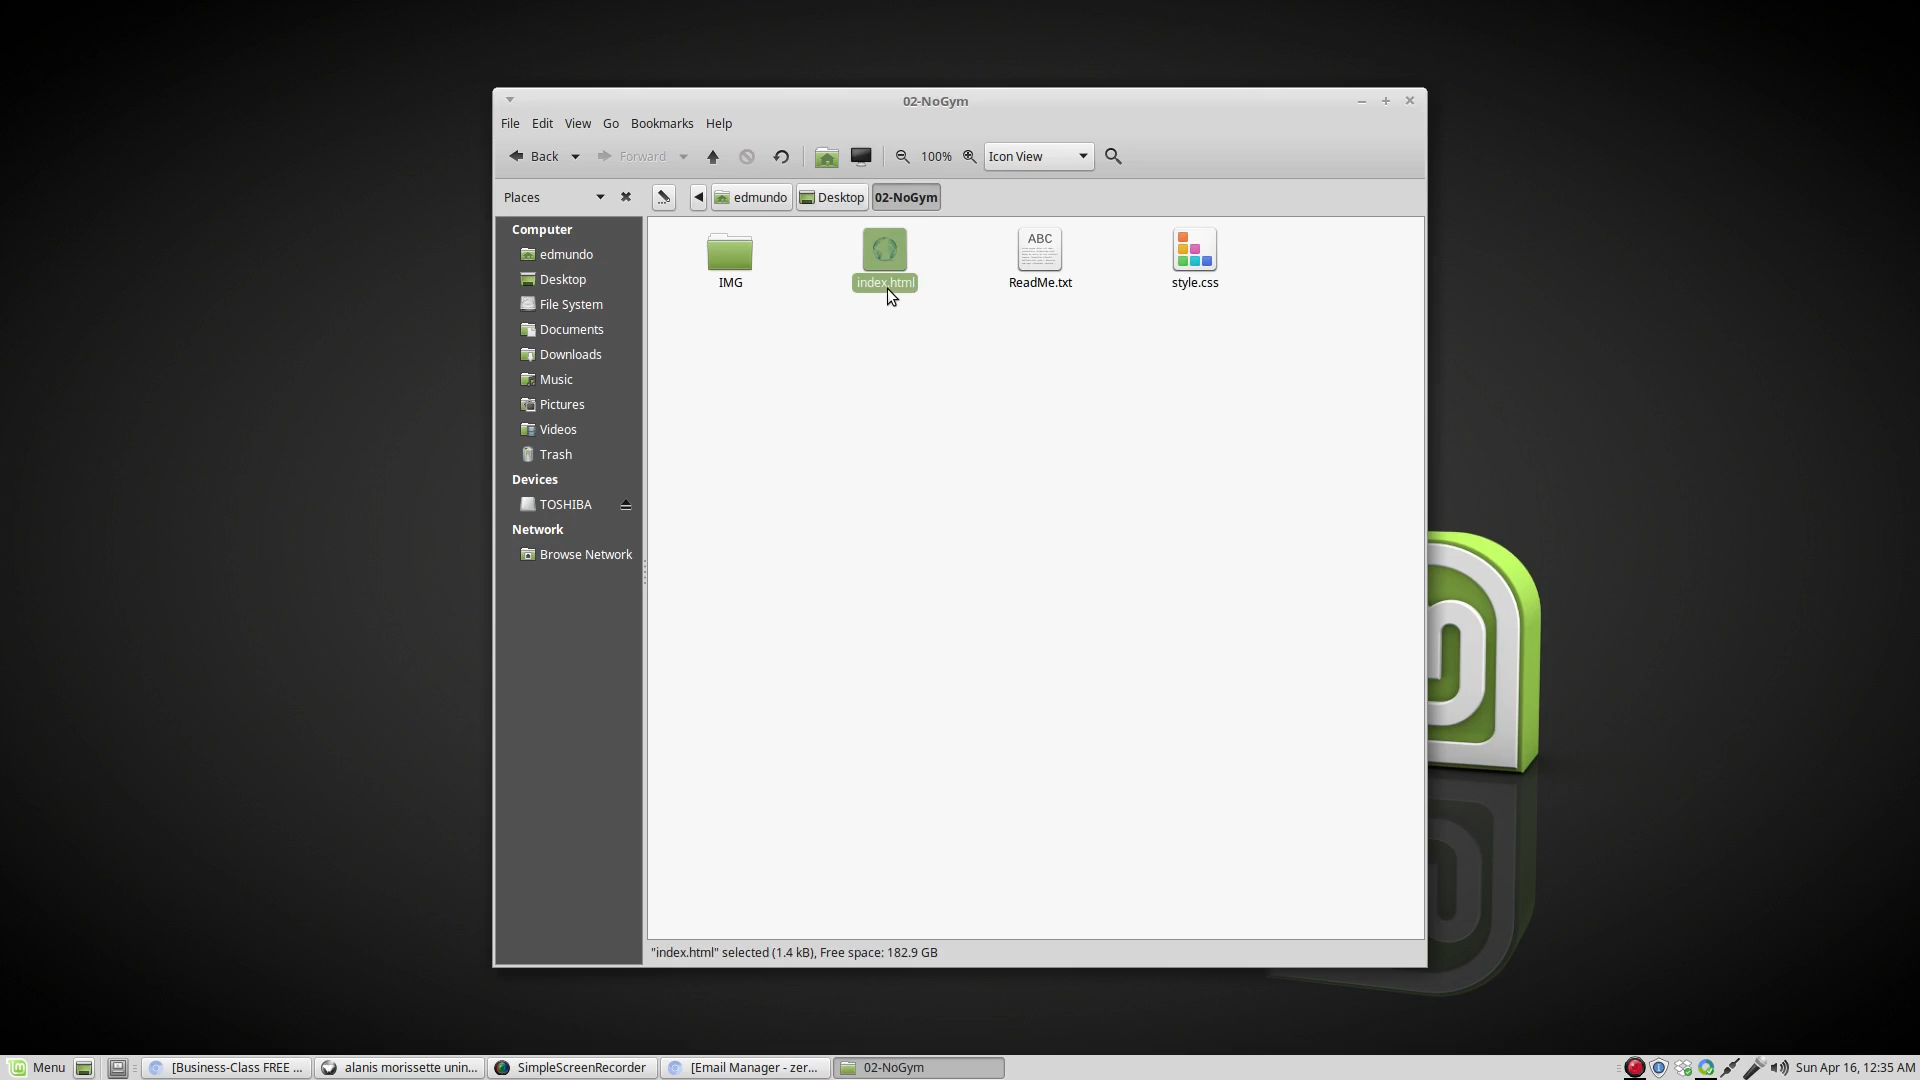 02-NoGym
File Edit View Go Bookmarks Help
Back Forward 100% Icon View
Places edmundo Desktop 02-NoGym
Computer
edmundo
Desktop
File System
Documents
Downloads
Music
Pictures
Videos
Trash
Devices
TOSHIBA
Network
Browse Network
ABC
IMG index.html ReadMe.txt style.css
"index.html" selected (1.4 kB), Free space: 182.9 GB
Menu [Business-Class FREE ... alanis morissette unin... SimpleScreenRecorder [Email Manager - zer... 02-NoGym Sun Apr 16, 12:35 AM